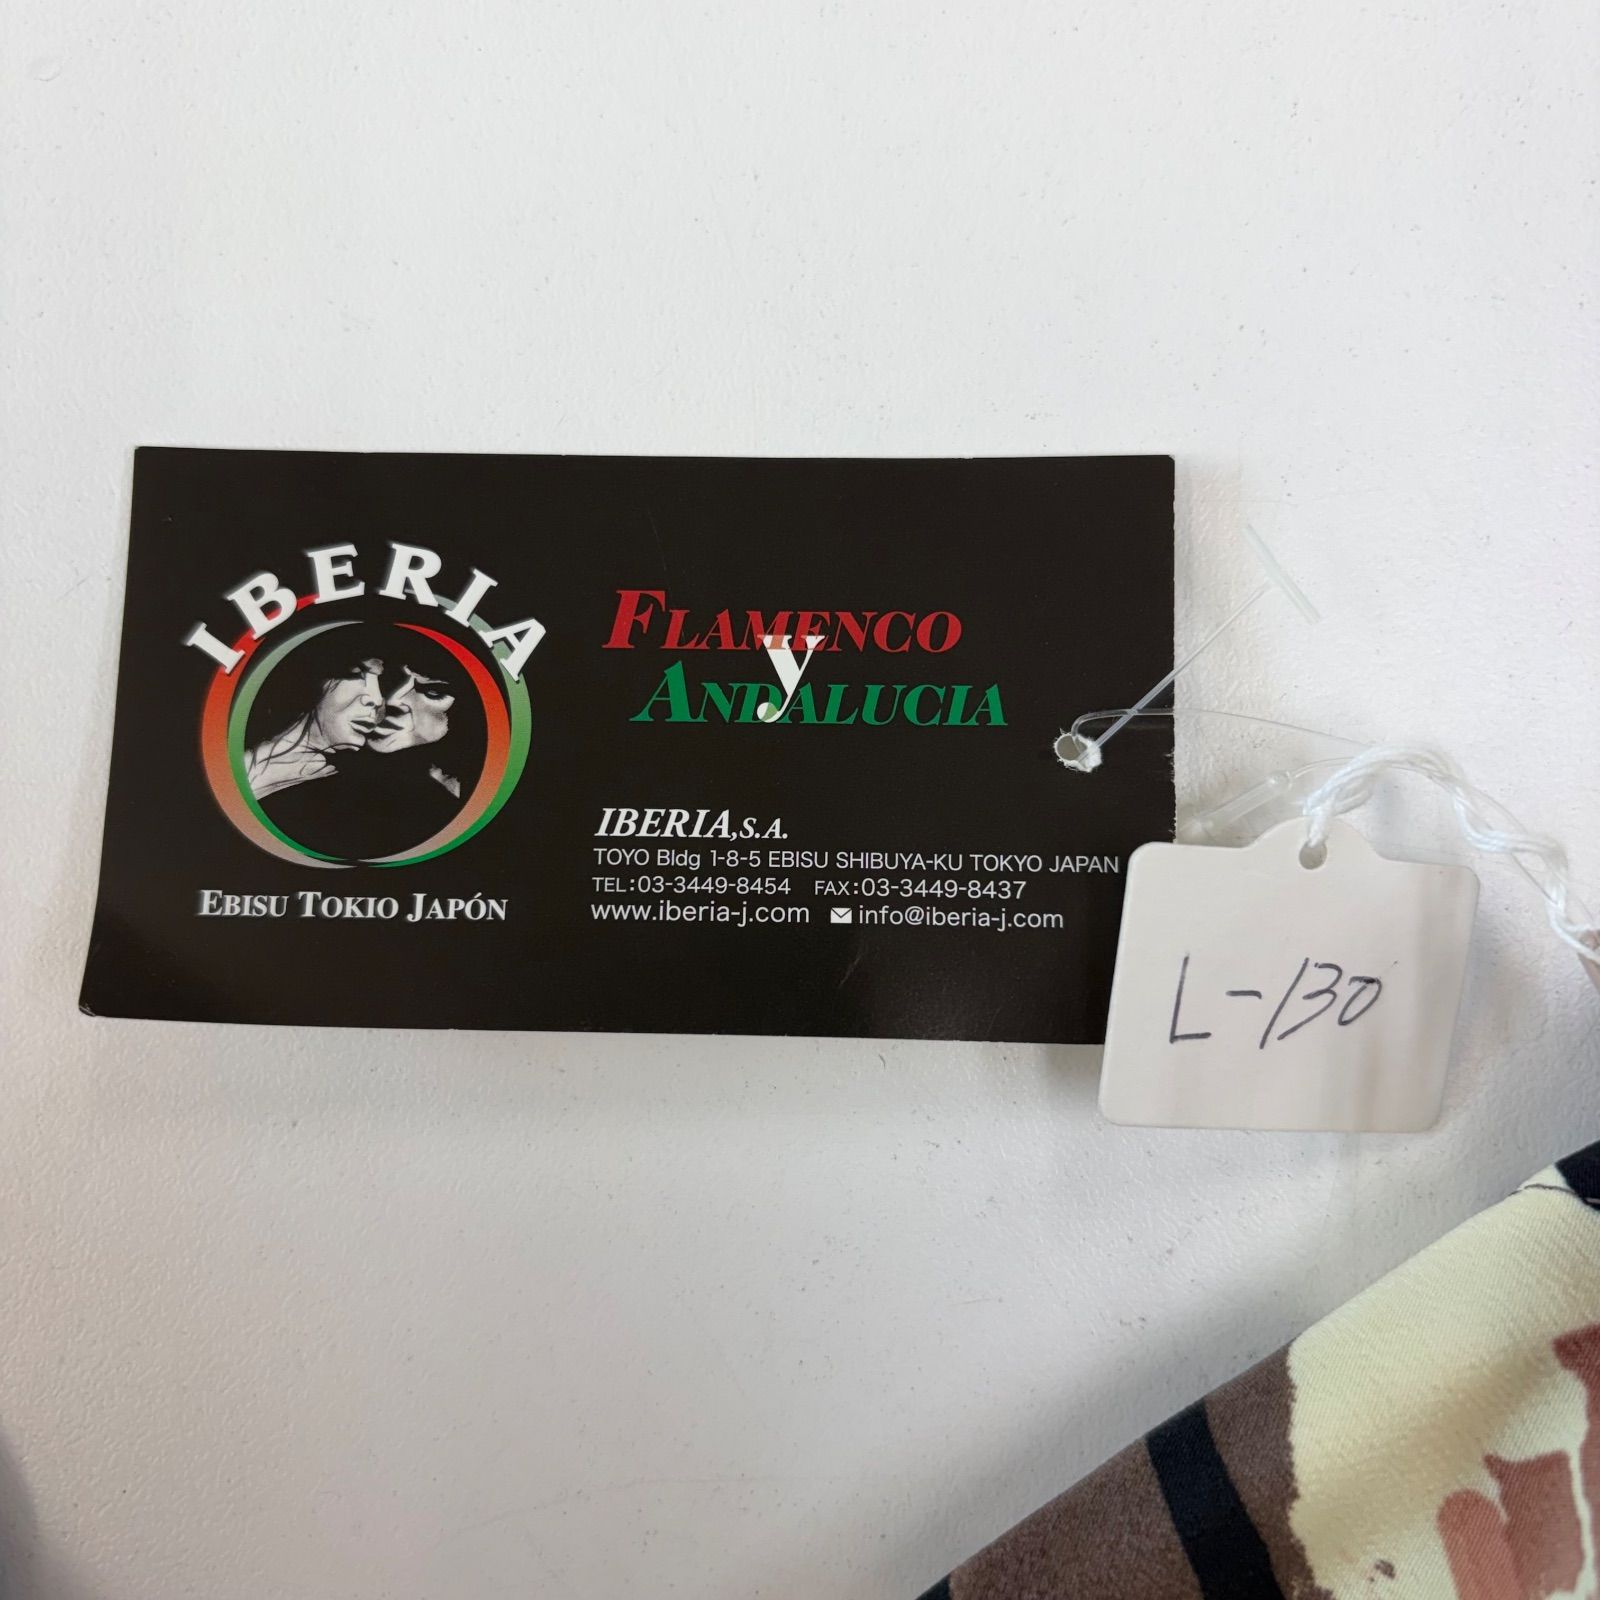 IBERIA
EBISU TOKIO JAPÓN
FLAMENCO
y
ANDALUCIA
IBERIA,S.A.
TOYO Bldg 1-8-5 EBISU SHIBUYA-KU TOKYO JAPAN
TEL:03-3449-8454 FAX:03-3449-8437
www.iberia-j.com info@iberia-j.com
L-130